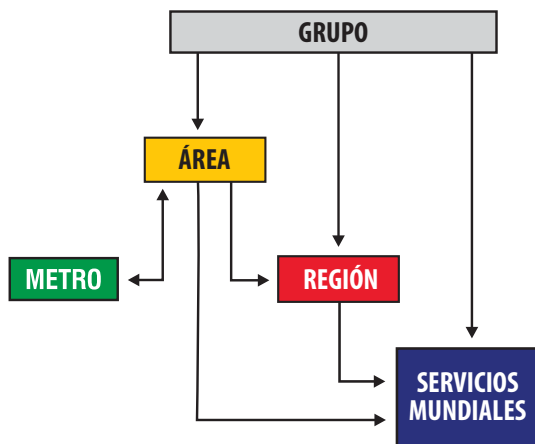 GRUPO
ÁREA
METRO
REGIÓN
SERVICIOS
MUNDIALES